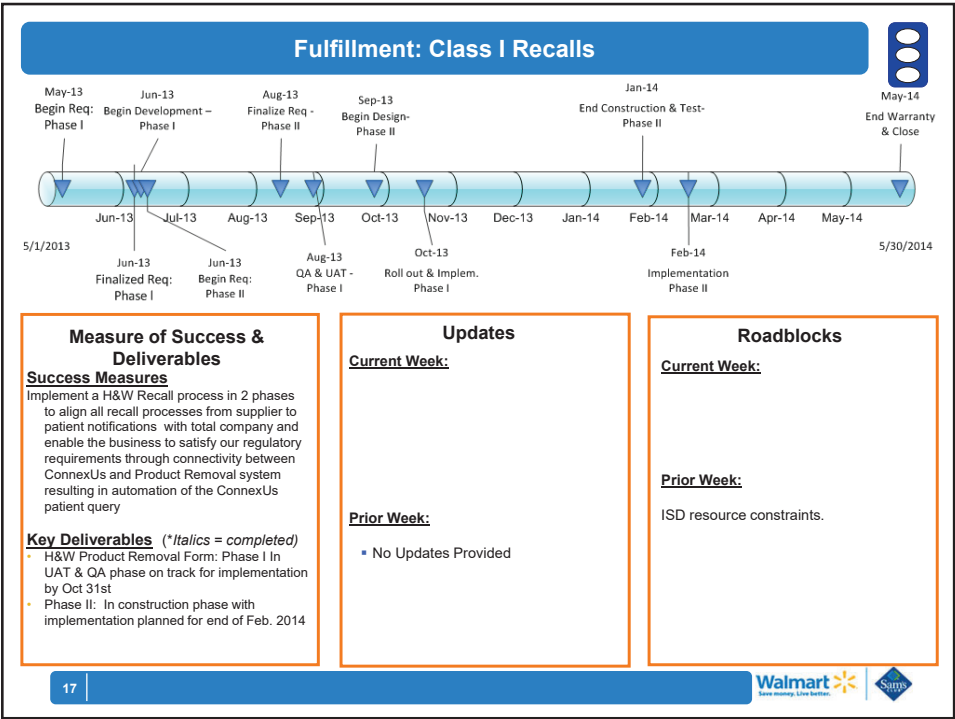 Fulfillment: Class I Recalls
May-13
Begin Req:
Phase I
Jun-13
Begin Development –
Phase I
Aug-13
Finalize Req -
Phase II
Sep-13
Begin Design-
Phase II
Jan-14
End Construction & Test-
Phase II
May-14
End Warranty
& Close
Jun-13
Jul-13
Aug-13
Sep-13
Oct-13
Nov-13
Dec-13
Jan-14
Feb-14
Mar-14
Apr-14
May-14
5/1/2013
5/30/2014
Jun-13
Finalized Req:
Phase I
Jun-13
Begin Req:
Phase II
Aug-13
QA & UAT -
Phase I
Oct-13
Roll out & Implem.
Phase I
Feb-14
Implementation
Phase II
Measure of Success &
Deliverables
Success Measures
Implement a H&W Recall process in 2 phases
to align all recall processes from supplier to
patient notifications with total company and
enable the business to satisfy our regulatory
requirements through connectivity between
ConnexUs and Product Removal system
resulting in automation of the ConnexUs
patient query
Key Deliverables (*Italics = completed)
• H&W Product Removal Form: Phase I In
UAT & QA phase on track for implementation
by Oct 31st
• Phase II: In construction phase with
implementation planned for end of Feb. 2014
Updates
Current Week:
Prior Week:
▪ No Updates Provided
Roadblocks
Current Week:
Prior Week:
ISD resource constraints.
17
Walmart
Save money. Live better.
Sam's
CLUB